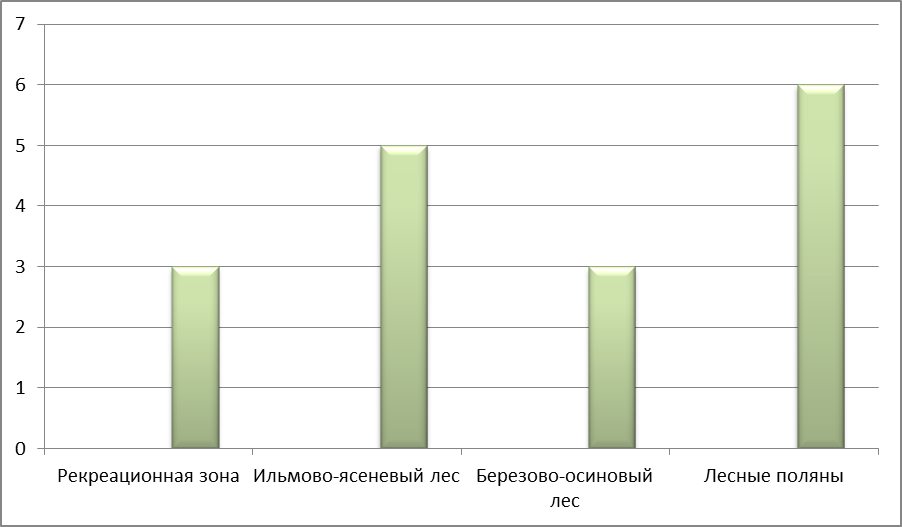 7
6
5
4
3
2
1
0
Рекреационная зона
Ильмово-ясеневый лес
Березово-осиновый
лес
Лесные поляны